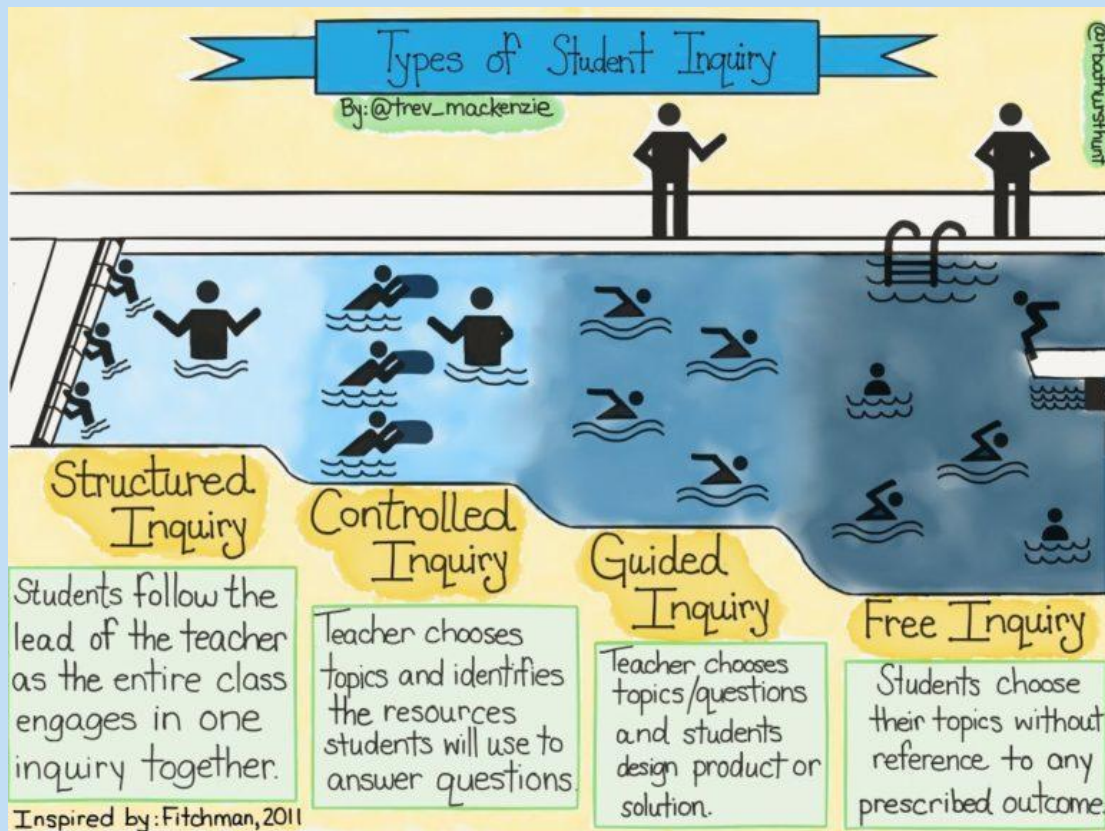 Types of Student Inquiry
By:@trev_mackenzie
@rbathursthunt
Structured
Inquiry
Students follow the
lead of the teacher
as the entire class
engages in one
inquiry together.
Controlled
Inquiry
Teacher chooses
topics and identifies
the resources
students will use to
answer questions.
Guided
Inquiry
Teacher chooses
topics/questions
and students
design product or
solution.
Free Inquiry
Students choose
their topics without
reference to any
prescribed outcome.
Inspired by: Fitchman, 2011